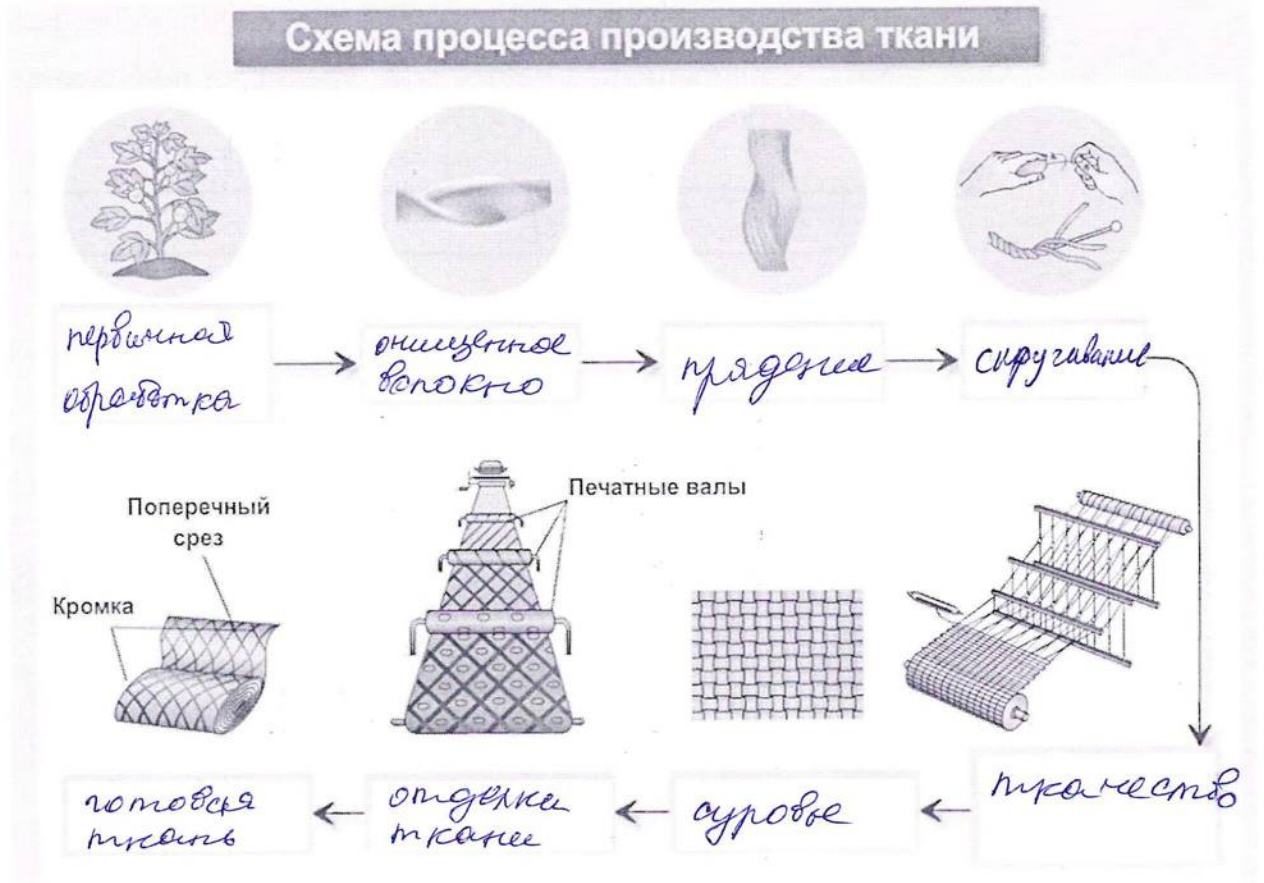 Схема процесса производства ткани
первичная
обработка
очищенное
волокно
прядение
скручивание
Поперечный
срез
Кромка
Печатные валы
готовая
ткань
отделка
ткани
суровье
ткачество